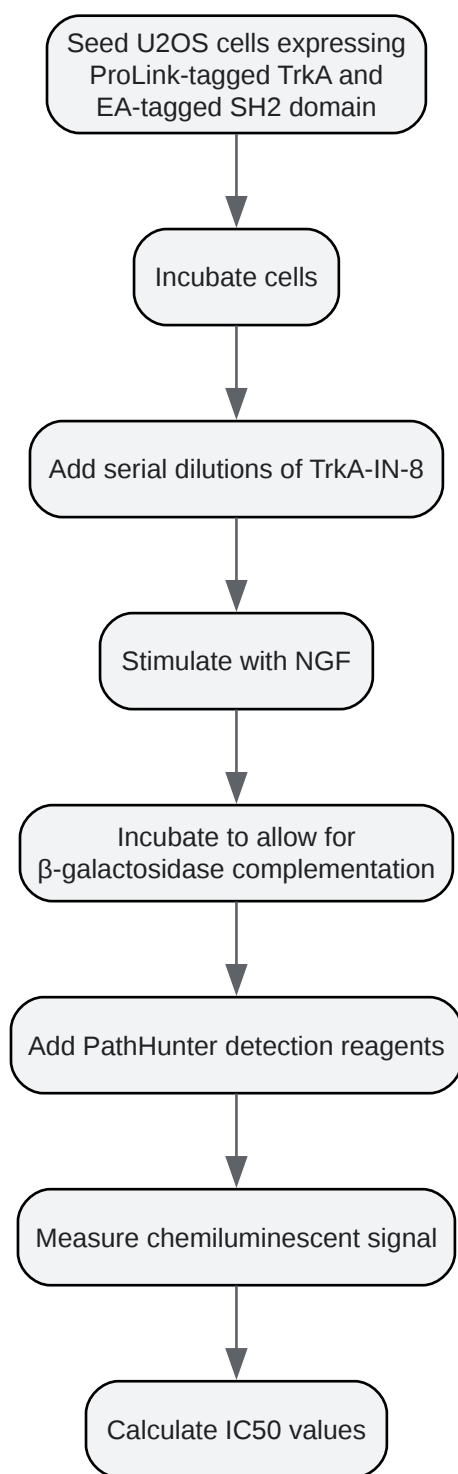 Seed U2OS cells expressing
ProLink-tagged TrkA and
EA-tagged SH2 domain
Incubate cells
Add serial dilutions of TrkA-IN-8
Stimulate with NGF
Incubate to allow for
β-galactosidase complementation
Add PathHunter detection reagents
Measure chemiluminescent signal
Calculate IC50 values